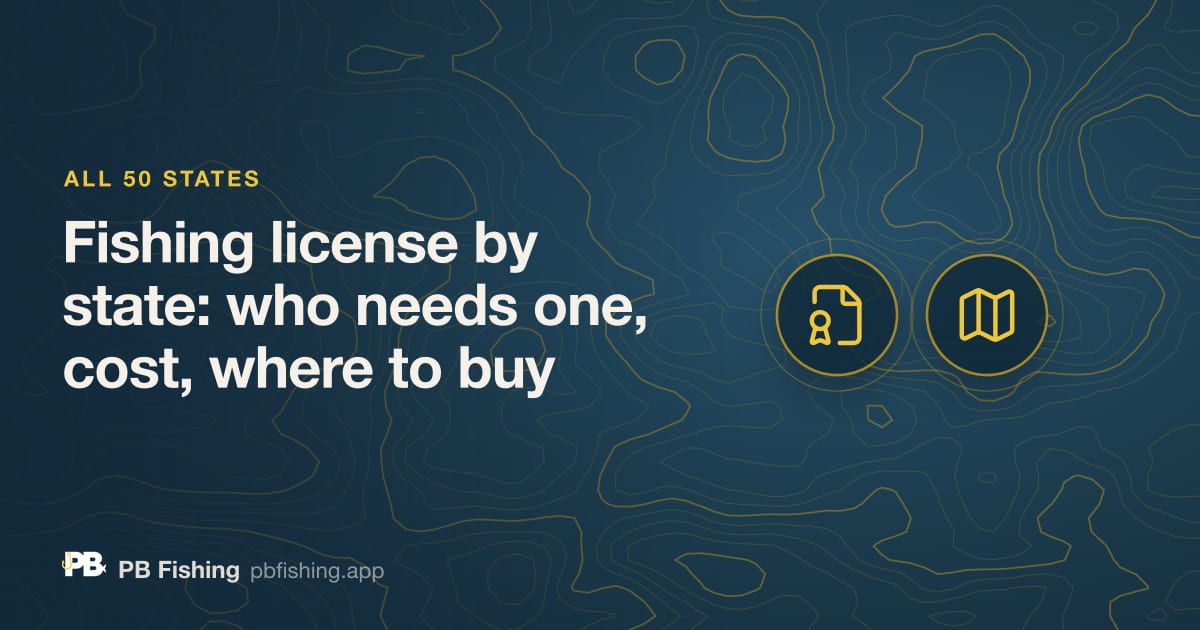 ALL 50 STATES
Fishing license by
state: who needs one,
cost, where to buy
PB PB Fishing pbfishing.app